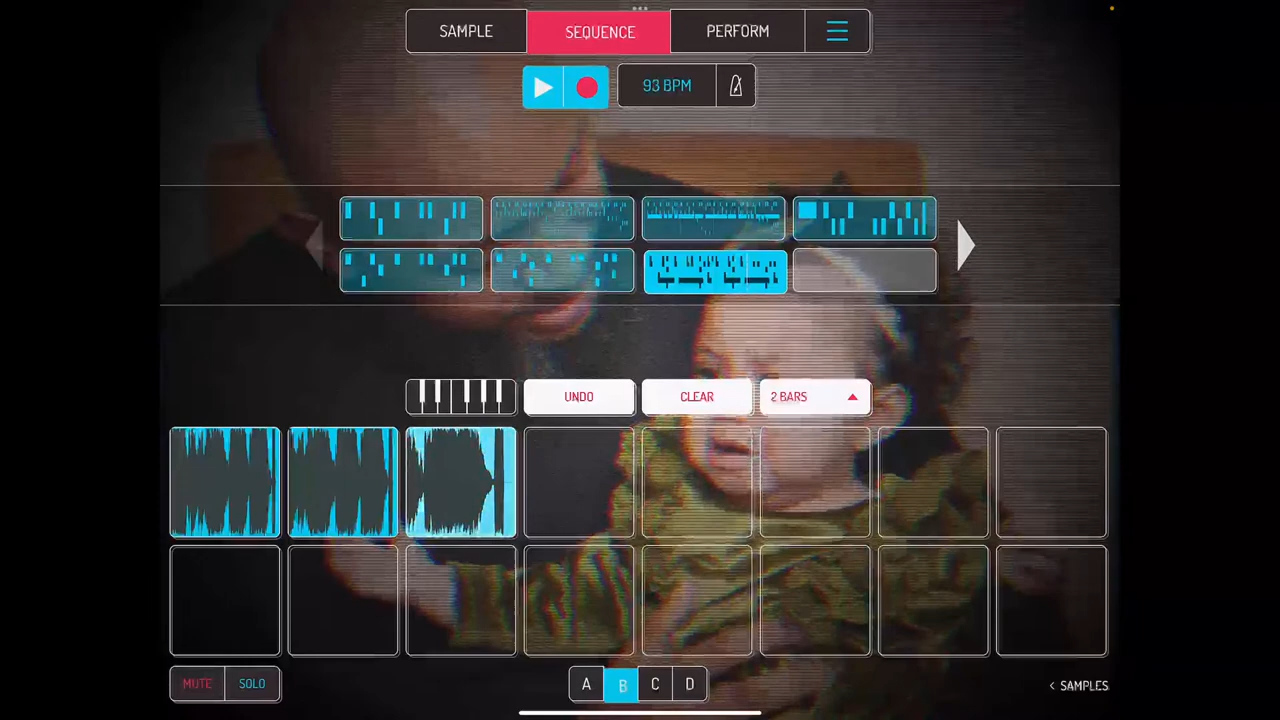 SAMPLE
SEQUENCE
PERFORM
93 BPM
UNDO
CLEAR
2 BARS
MUTE
SOLO
A
B
C
D
< SAMPLES